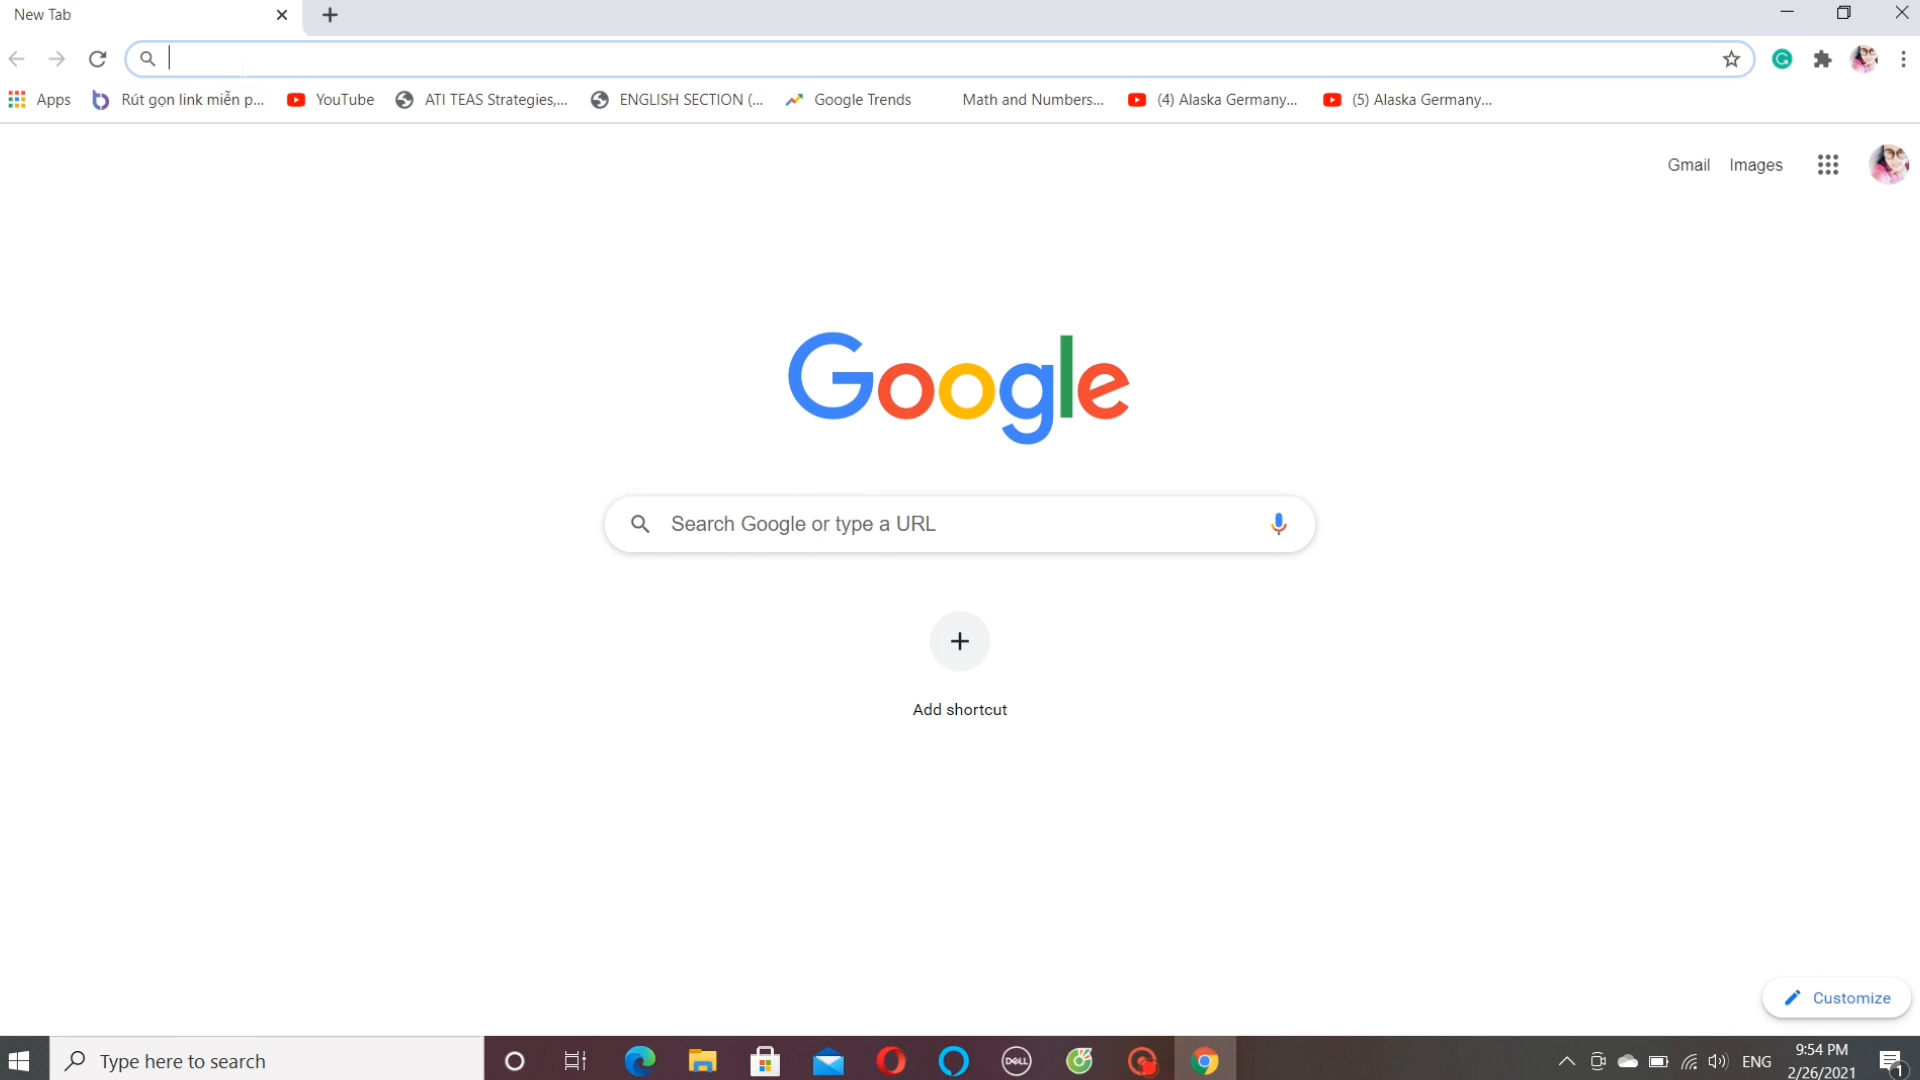 New Tab
Apps
Rút gọn link miễn p...
YouTube
ATI TEAS Strategies,...
ENGLISH SECTION (...
Google Trends
Math and Numbers...
(4) Alaska Germany...
(5) Alaska Germany...
Gmail
Images
Google
Search Google or type a URL
Add shortcut
Customize
Type here to search
DELL
ENG
9:54 PM
2/26/2021
1